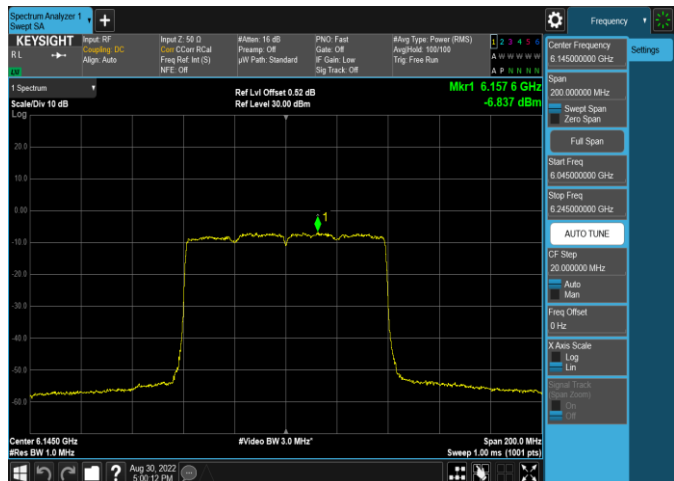 Spectrum Analyzer 1
Swept SA
Frequency
KEYSIGHT
RL
Input: RF
Coupling: DC
Align: Auto
Input Z: 50 Ω
Corr CCorr RCal
Freq Ref: Int (S)
NFE: Off
#Atten: 16 dB
Preamp: Off
µW Path: Standard
PNO: Fast
Gate: Off
IF Gain: Low
Sig Track: Off
#Avg Type: Power (RMS)
Avg|Hold: 100/100
Trig: Free Run
1 2 3 4 5 6
A W W W W W
A P N N N N
LW
1 Spectrum
Scale/Div 10 dB
Log
Ref Lvl Offset 0.52 dB
Ref Level 30.00 dBm
Mkr1 6.157 6 GHz
-6.837 dBm
20.0
10.0
0.00
-10.0
-20.0
-30.0
-40.0
-50.0
-60.0
1
Center 6.1450 GHz
#Res BW 1.0 MHz
#Video BW 3.0 MHz*
Span 200.0 MHz
Sweep 1.00 ms (1001 pts)
Aug 30, 2022
5:00:12 PM
Center Frequency
6.145000000 GHz
Span
200.000000 MHz
Swept Span
Zero Span
Full Span
Start Freq
6.045000000 GHz
Stop Freq
6.245000000 GHz
AUTO TUNE
CF Step
20.000000 MHz
Auto
Man
Freq Offset
0 Hz
X Axis Scale
Log
Lin
Signal Track
(Span Zoom)
On
Off
Settings